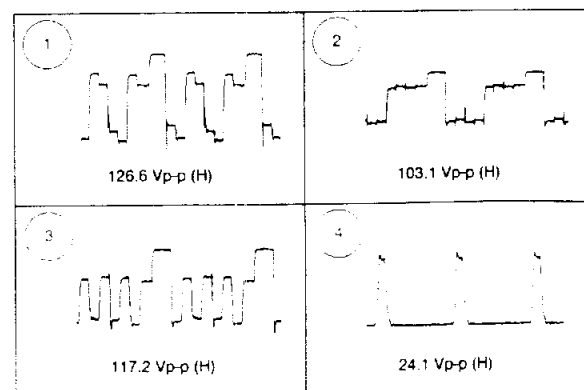 1
126.6 Vp-p (H)
2
103.1 Vp-p (H)
3
117.2 Vp-p (H)
4
24.1 Vp-p (H)